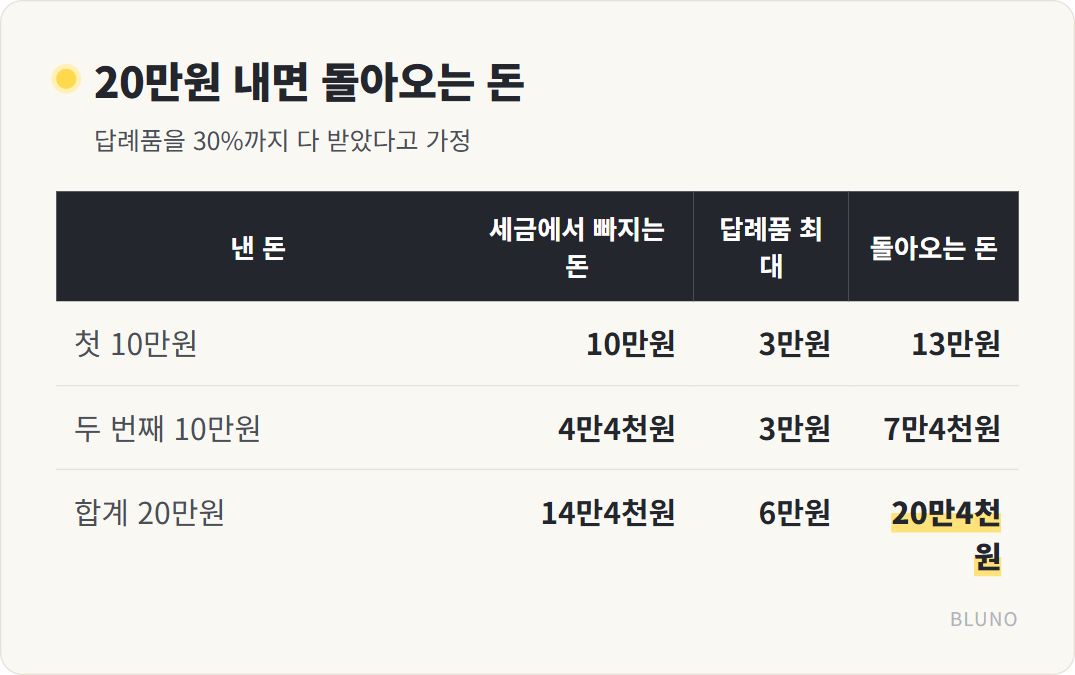 20만원 내면 돌아오는 돈
답례품을 30%까지 다 받았다고 가정
낸 돈 세금에서 빠지는 돈 답례품 최대 돌아오는 돈
첫 10만원 10만원 3만원 13만원
두 번째 10만원 4만4천원 3만원 7만4천원
합계 20만원 14만4천원 6만원 20만4천원
BLUNO